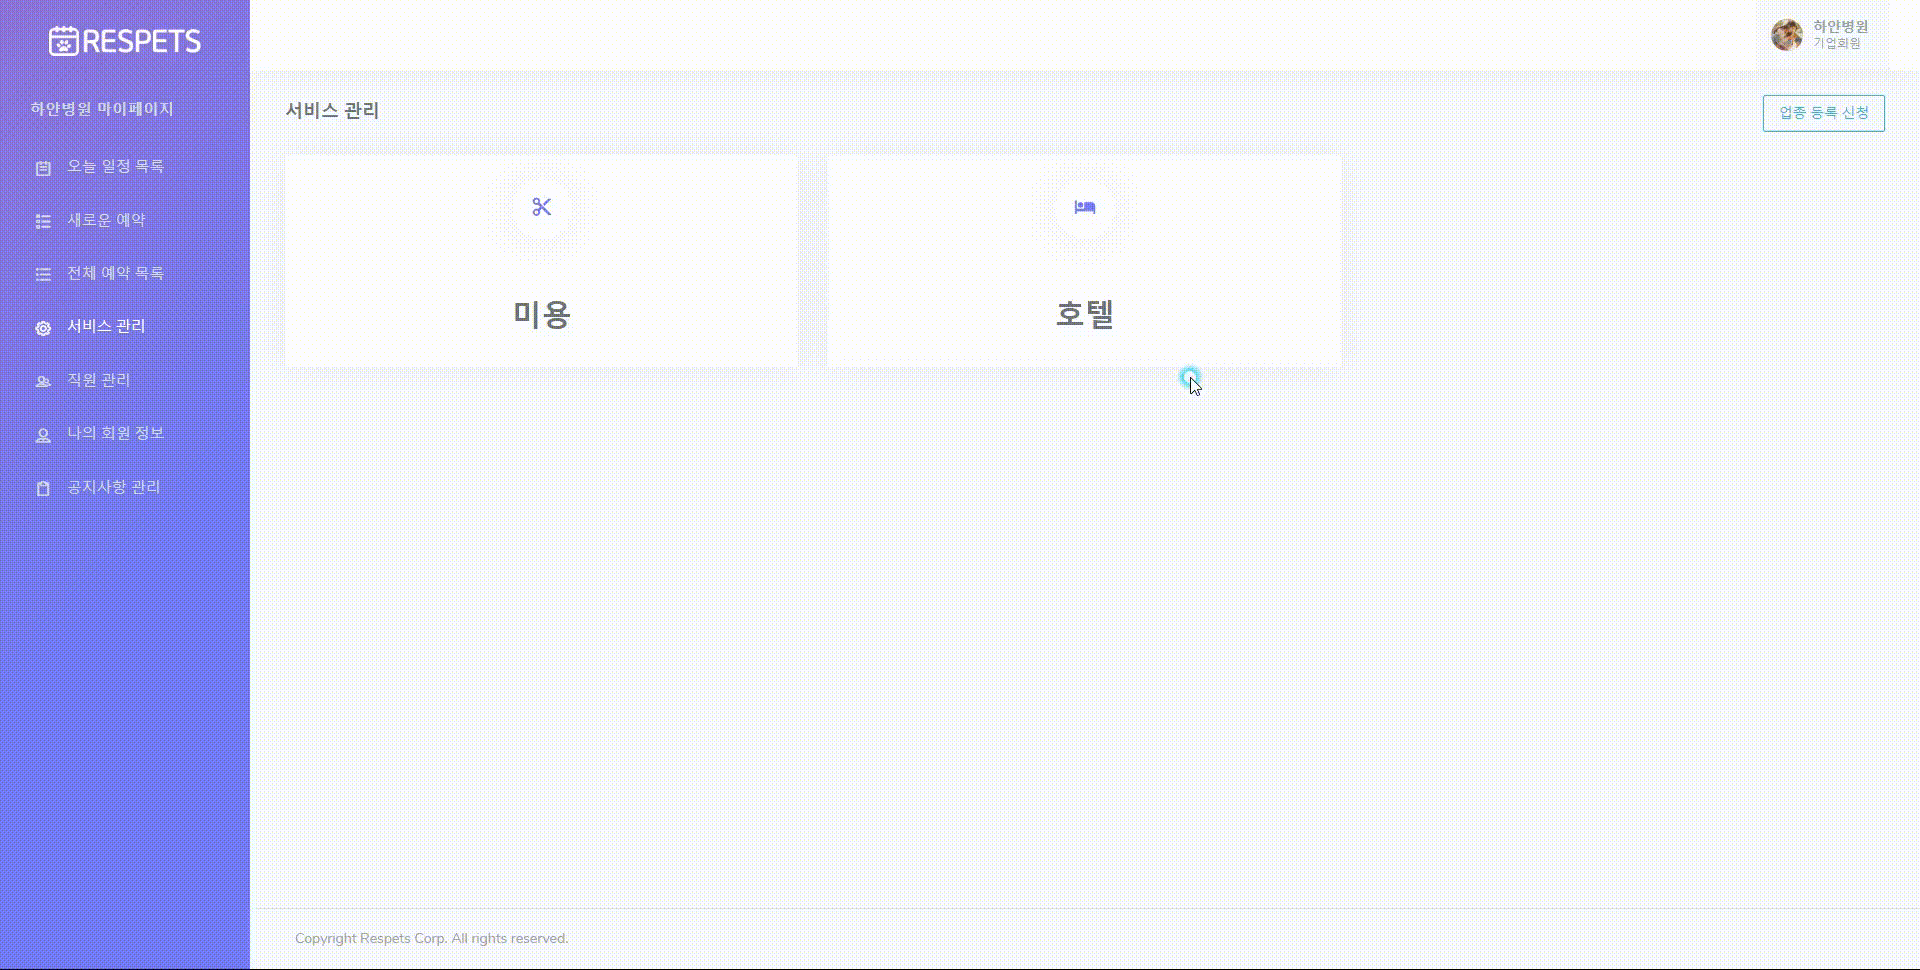 RESPETS
하얀병원
기업회원
하얀병원 마이페이지
오늘 일정 목록
새로운 예약
전체 예약 목록
서비스 관리
직원 관리
나의 회원 정보
공지사항 관리
서비스 관리
업종 등록 신청
미용
호텔
Copyright Respets Corp. All rights reserved.